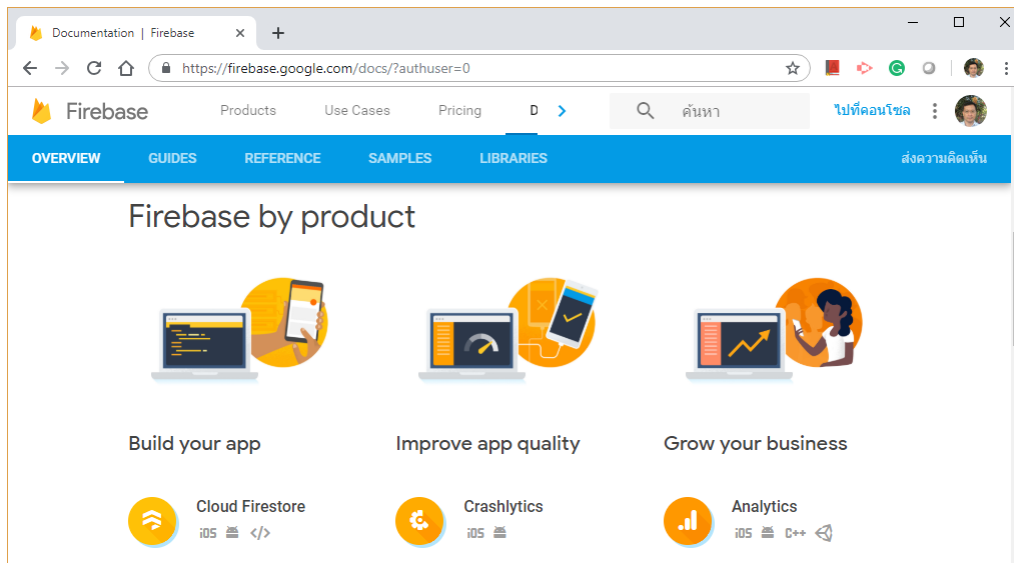 Documentation | Firebase
https://firebase.google.com/docs/?authuser=0
Firebase Products Use Cases Pricing D ค้นหา ไปที่คอนโซล
OVERVIEW GUIDES REFERENCE SAMPLES LIBRARIES ส่งความคิดเห็น
Firebase by product
Build your app Improve app quality Grow your business
Cloud Firestore Crashlytics Analytics
iOS </> iOS iOS C++